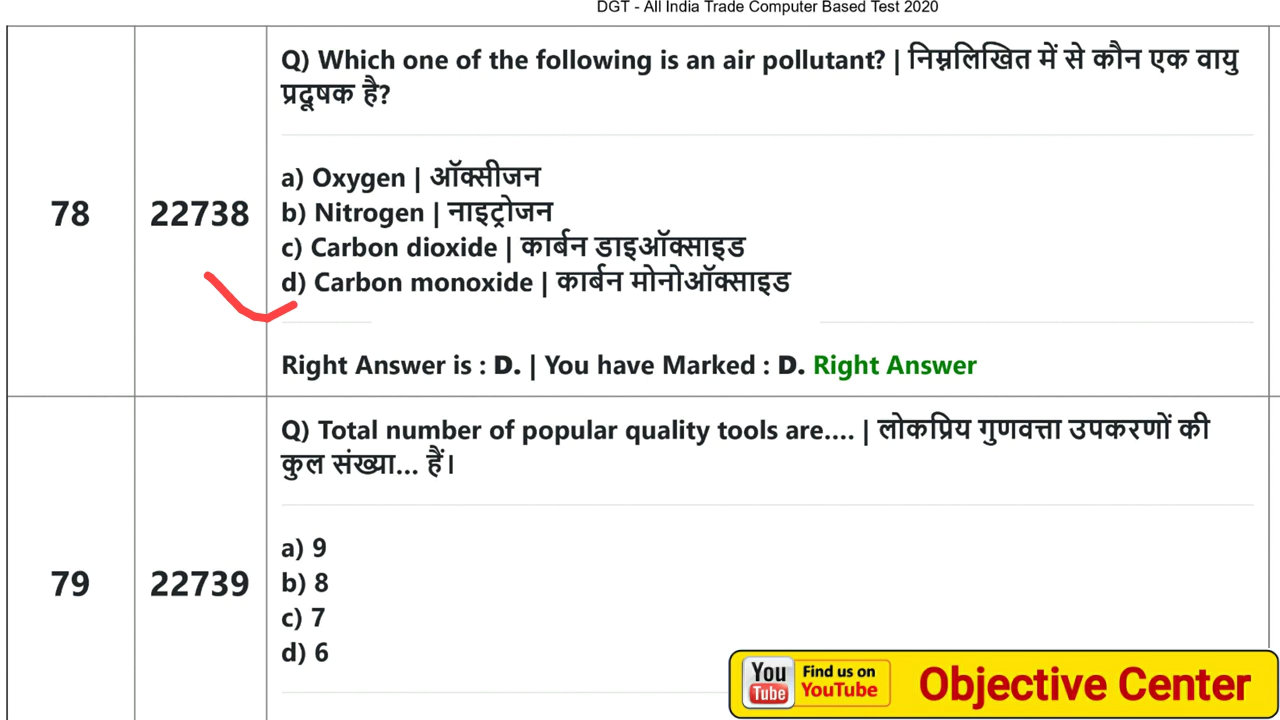 DGT - All India Trade Computer Based Test 2020
Q) Which one of the following is an air pollutant? | निम्नलिखित में से कौन एक वायु
प्रदूषक है?
78
22738
a) Oxygen | ऑक्सीजन
b) Nitrogen | नाइट्रोजन
c) Carbon dioxide | कार्बन डाइऑक्साइड
d) Carbon monoxide | कार्बन मोनोऑक्साइड
Right Answer is : D. | You have Marked : D. Right Answer
Q) Total number of popular quality tools are.... | लोकप्रिय गुणवत्ता उपकरणों की
कुल संख्या... हैं।
79
22739
a) 9
b) 8
c) 7
d) 6
You
Tube
Find us on
YouTube
Objective Center